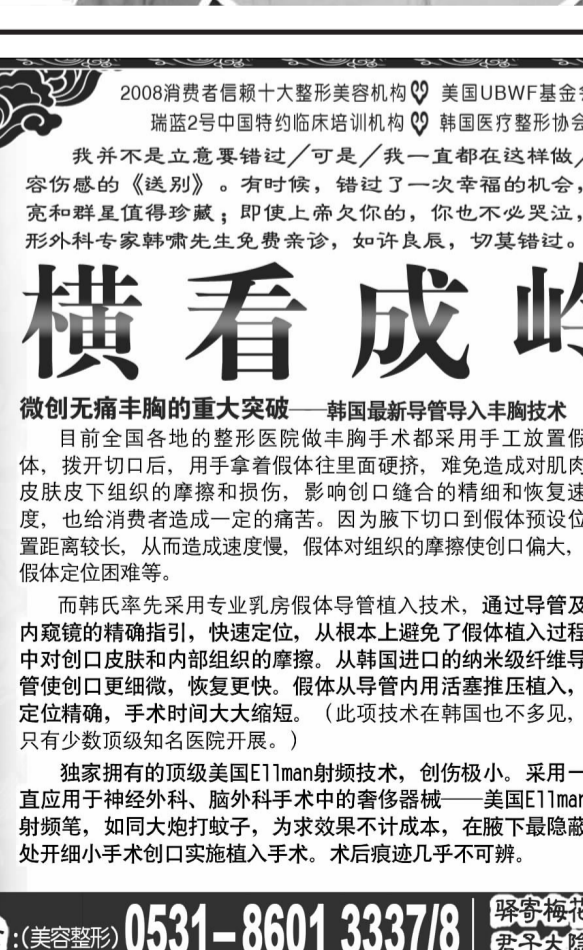 2008消费者信赖十大整形美容机构 美国UBWF基金
瑞蓝2号中国特约临床培训机构 韩国医疗整形协会
我并不是立意要错过/可是/我一直都在这样做/
容伤感的《送别》。有时候，错过了一次幸福的机会，
亮和群星值得珍藏；即使上帝欠你的，你也不必哭泣，
形外科专家韩啸先生免费亲诊，如许良辰，切莫错过。
横看成岭
微创无痛丰胸的重大突破——韩国最新导管导入丰胸技术
目前全国各地的整形医院做丰胸手术都采用手工放置假
体，拨开切口后，用手拿着假体往里面硬挤，难免造成对肌肉
皮肤皮下组织的摩擦和损伤，影响创口缝合的精细和恢复速
度，也给消费者造成一定的痛苦。因为腋下切口到假体预设位
置距离较长，从而造成速度慢，假体对组织的摩擦使创口偏大，
假体定位困难等。
而韩氏率先采用专业乳房假体导管植入技术，通过导管及
内窥镜的精确指引，快速定位，从根本上避免了假体植入过程
中对创口皮肤和内部组织的摩擦。从韩国进口的纳米级纤维导
管使创口更细微，恢复更快。假体从导管内用活塞推压植入，
定位精确，手术时间大大缩短。（此项技术在韩国也不多见，
只有少数顶级知名医院开展。）
独家拥有的顶级美国Ellman射频技术，创伤极小。采用一
直应用于神经外科、脑外科手术中的奢侈器械——美国Ellman
射频笔，如同大炮打蚊子，为求效果不计成本，在腋下最隐蔽
处开细小手术创口实施植入手术。术后痕迹几乎不可辨。
:(美容整形) 0531-8601 3337/8
驿寄梅花
君子大院